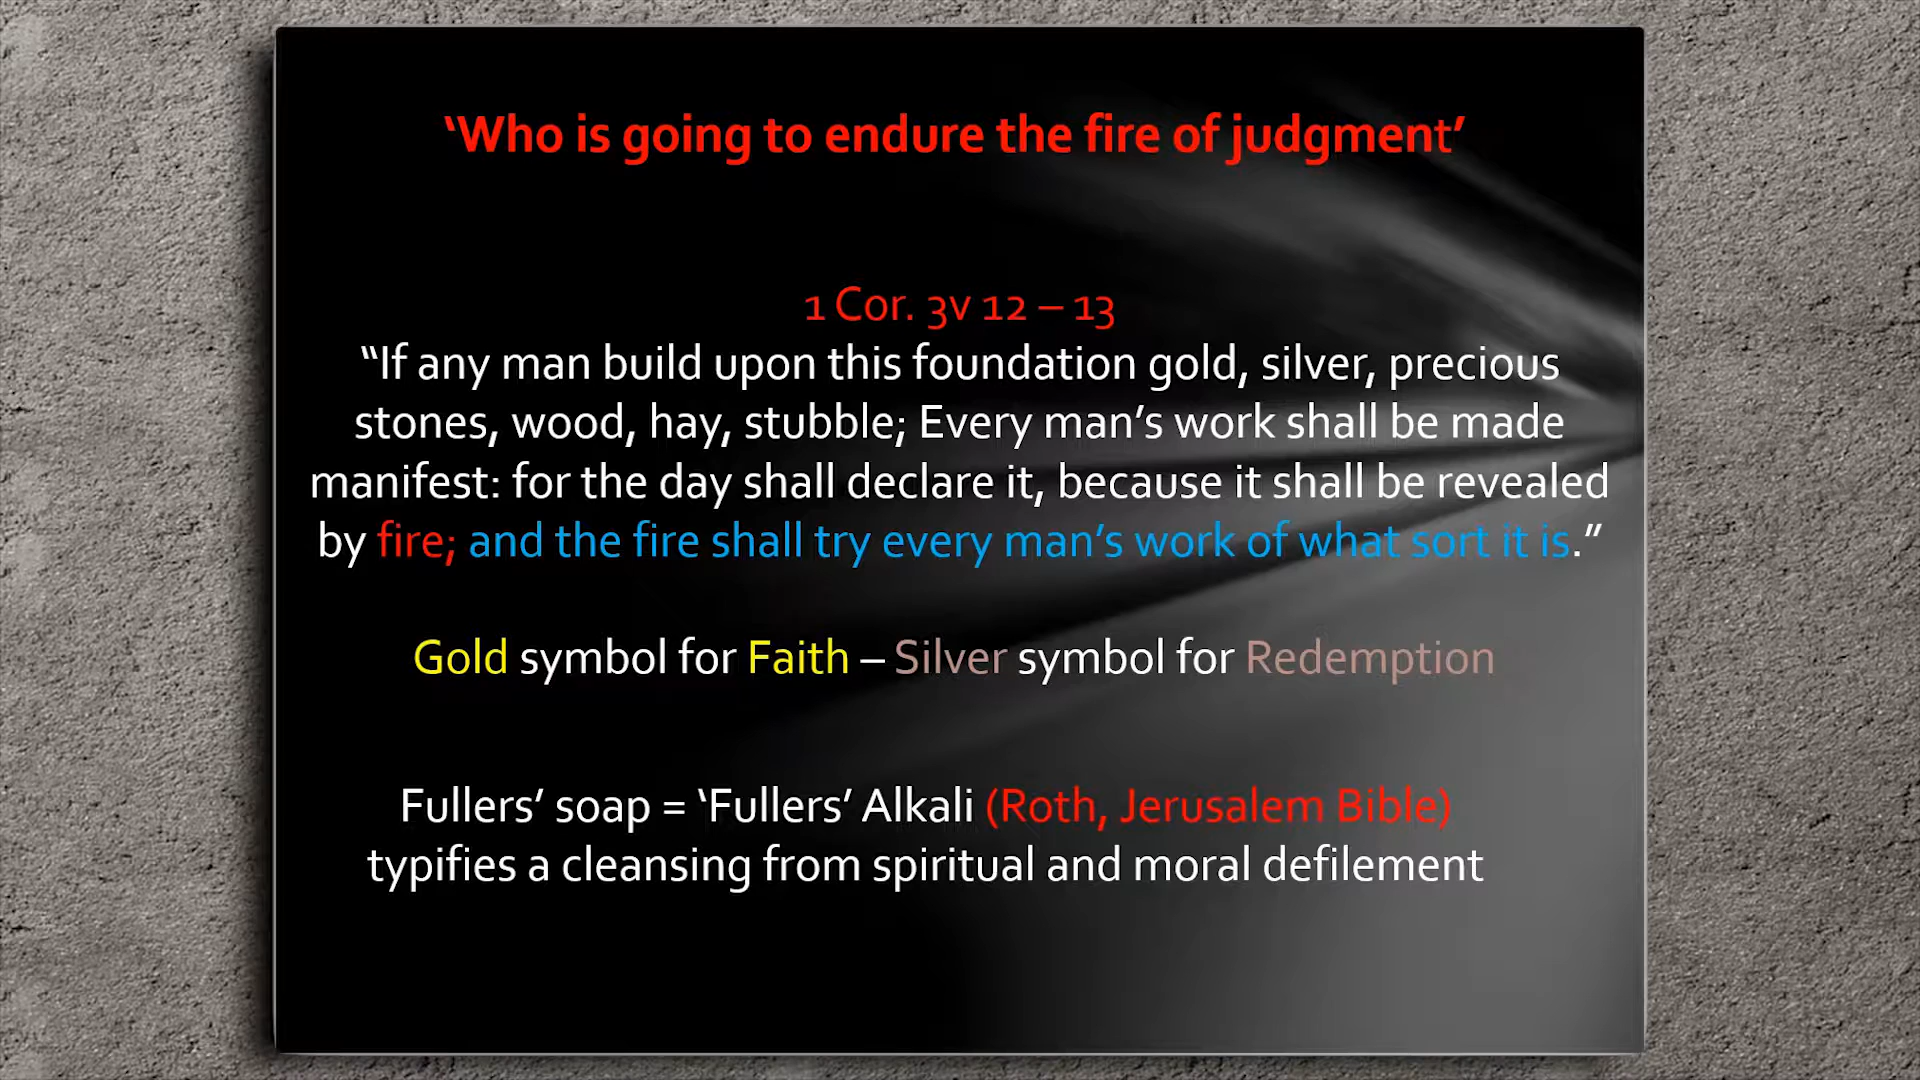 ‘Who is going to endure the fire of judgment’
1 Cor. 3v 12 – 13
“If any man build upon this foundation gold, silver, precious
stones, wood, hay, stubble; Every man’s work shall be made
manifest: for the day shall declare it, because it shall be revealed
by fire; and the fire shall try every man’s work of what sort it is.”
Gold symbol for Faith – Silver symbol for Redemption
Fullers’ soap = ‘Fullers’ Alkali (Roth, Jerusalem Bible)
typifies a cleansing from spiritual and moral defilement